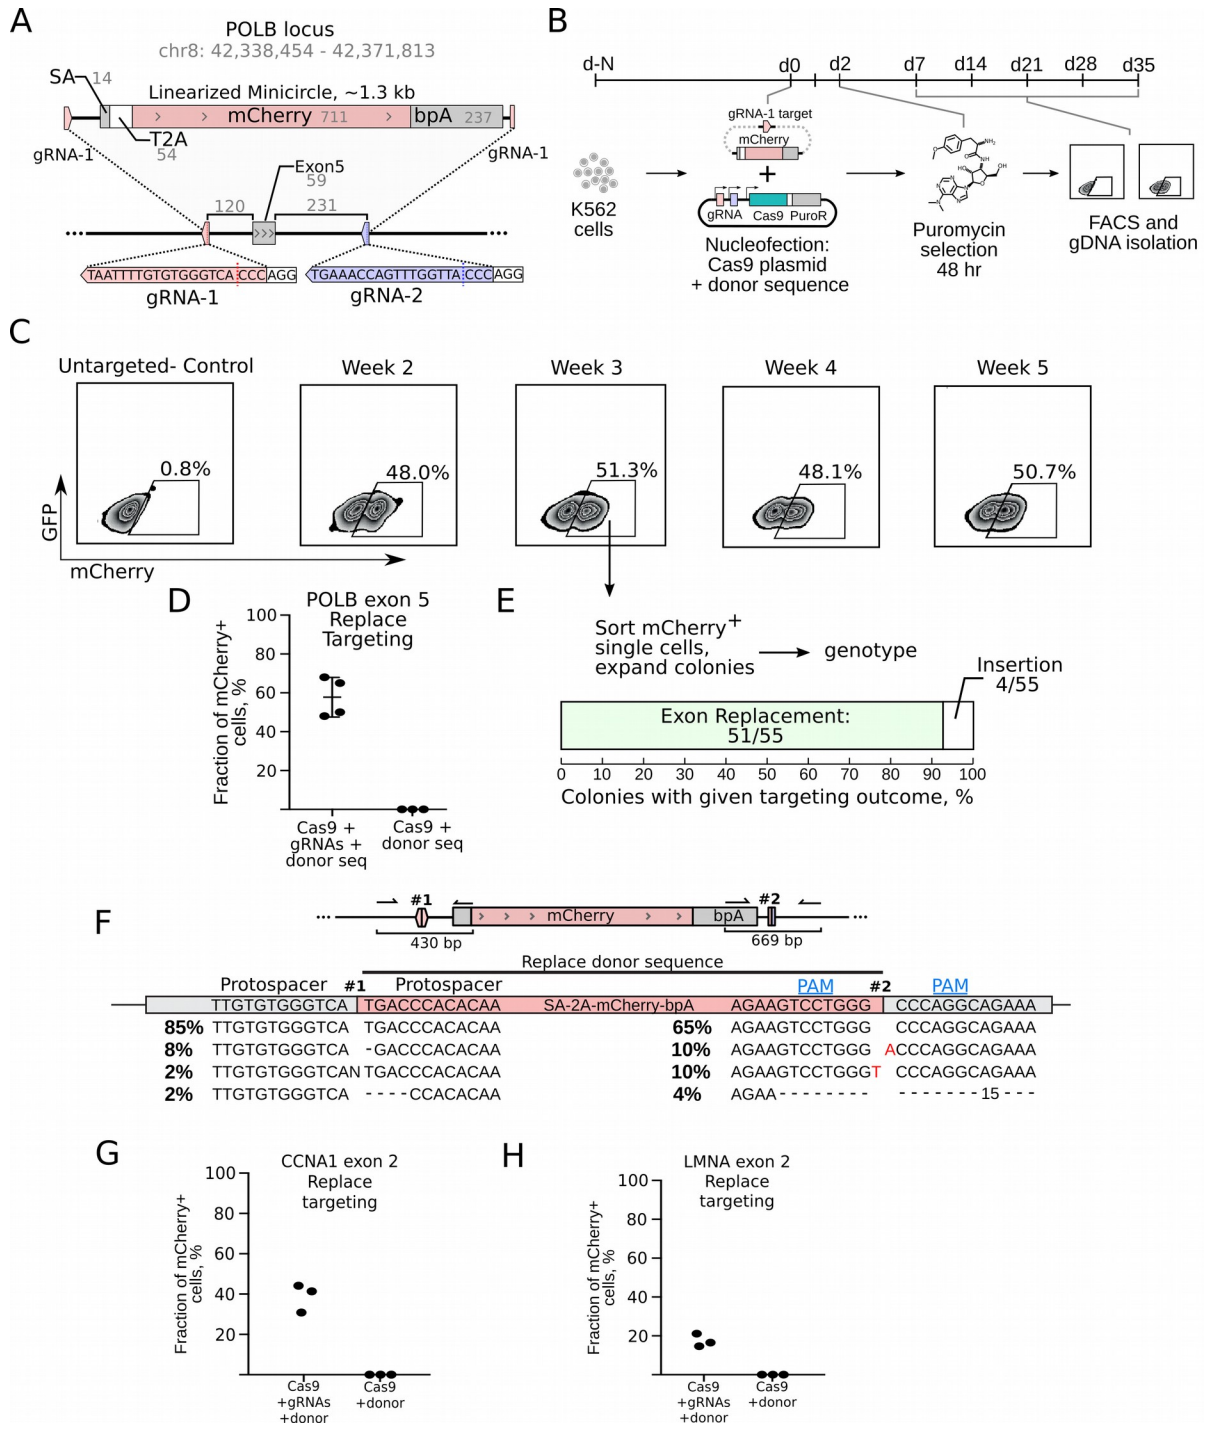 A
POLB locus
chr8: 42,338,454 - 42,371,813
SA
14
Linearized Minicircle, ~1.3 kb
mCherry 711
bpA 237
T2A
54
gRNA-1
gRNA-1
Exon5
59
120
231
TAATTTTGTGTGGGTCA CCC AGG
TGAAACCAGTTTGGTTA CCC AGG
gRNA-1
gRNA-2
B
d-N
d0
d2
d7
d14
d21
d28
d35
gRNA-1 target
mCherry
+
gRNA
Cas9
PuroR
K562
cells
Nucleofection:
Cas9 plasmid
+ donor sequence
NH₂
O
O
NH
HO
OH
O
N
N
N
N
N
Puromycin
selection
48 hr
FACS and
gDNA isolation
C
Untargeted- Control
Week 2
Week 3
Week 4
Week 5
0.8%
48.0%
51.3%
48.1%
50.7%
GFP
mCherry
D
POLB exon 5
Replace
Targeting
Fraction of mCherry+
cells, %
100
80
60
40
20
Cas9 +
gRNAs +
donor seq
Cas9 +
donor seq
E
Sort mCherry+
single cells,
expand colonies
genotype
Insertion
4/55
Exon Replacement:
51/55
0 10 20 30 40 50 60 70 80 90 100
Colonies with given targeting outcome, %
F
#1
#2
mCherry
bpA
430 bp
669 bp
Replace donor sequence
Protospacer #1 Protospacer PAM #2 PAM
TTGTGTGGGTCA TGACCCACACAA SA-2A-mCherry-bpA AGAAGTCCTGGG CCCAGGCAGAAA
85% TTGTGTGGGTCA TGACCCACACAA 65% AGAAGTCCTGGG CCCAGGCAGAAA
8% TTGTGTGGGTCA -GACCCACACAA 10% AGAAGTCCTGGG ACCCAGGCAGAAA
2% TTGTGTGGGTCANTGACCCACACAA 10% AGAAGTCCTGGGT CCCAGGCAGAAA
2% TTGTGTGGGTCA ----CCACACAA 4% AGAA-------- -------15---
G
CCNA1 exon 2
Replace
targeting
Fraction of mCherry+
cells, %
100
80
60
40
20
Cas9
+gRNAs
+donor
Cas9
+donor
H
LMNA exon 2
Replace
targeting
Fraction of mCherry+
cells, %
100
80
60
40
20
Cas9
+gRNAs
+donor
Cas9
+donor